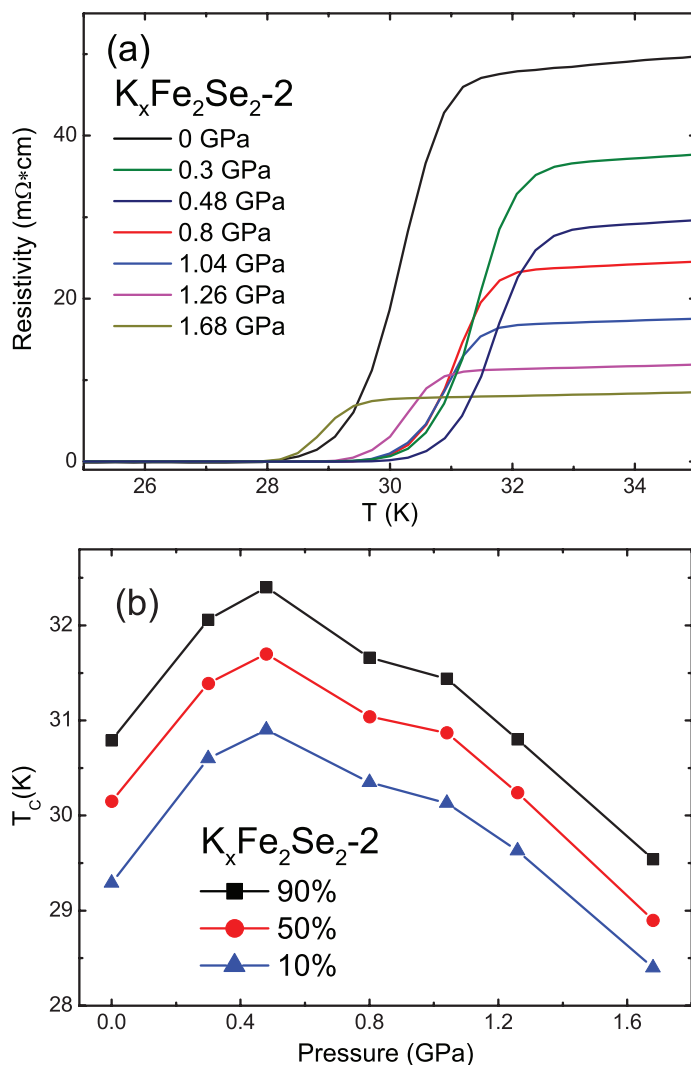 (a)
KₓFe₂Se₂-2
0 GPa
0.3 GPa
0.48 GPa
0.8 GPa
1.04 GPa
1.26 GPa
1.68 GPa
Resistivity (mΩ*cm)
40
20
0
26 28 30 32 34
T (K)
(b)
32
31
30
29
28
T_C(K)
KₓFe₂Se₂-2
90%
50%
10%
0.0 0.4 0.8 1.2 1.6
Pressure (GPa)